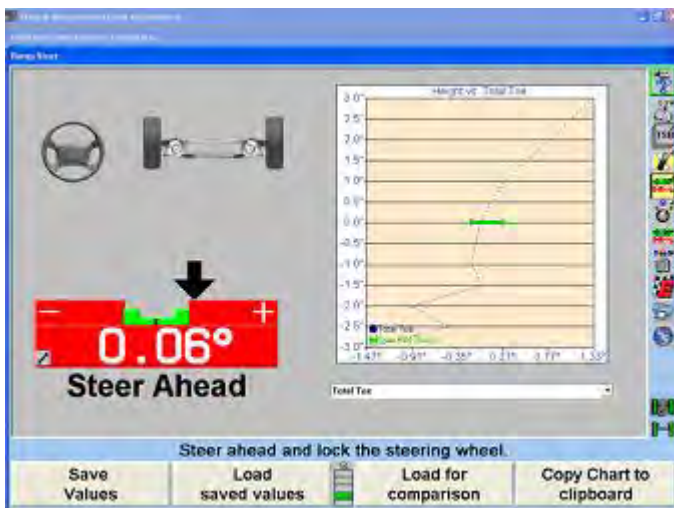 Bump Steer
Height vs. Total Toe
3.0"
2.5"
2.0"
1.5"
1.0"
0.5"
0.0"
-0.5"
-1.0"
-1.5"
-2.0"
-2.5"
-3.0"
Total Toe
-1.47° -0.91° -0.35° 0.21° 0.77° 1.33°
− +
0.06°
Steer Ahead
Total Toe
Steer ahead and lock the steering wheel.
Save Values
Load saved values
Load for comparison
Copy Chart to clipboard